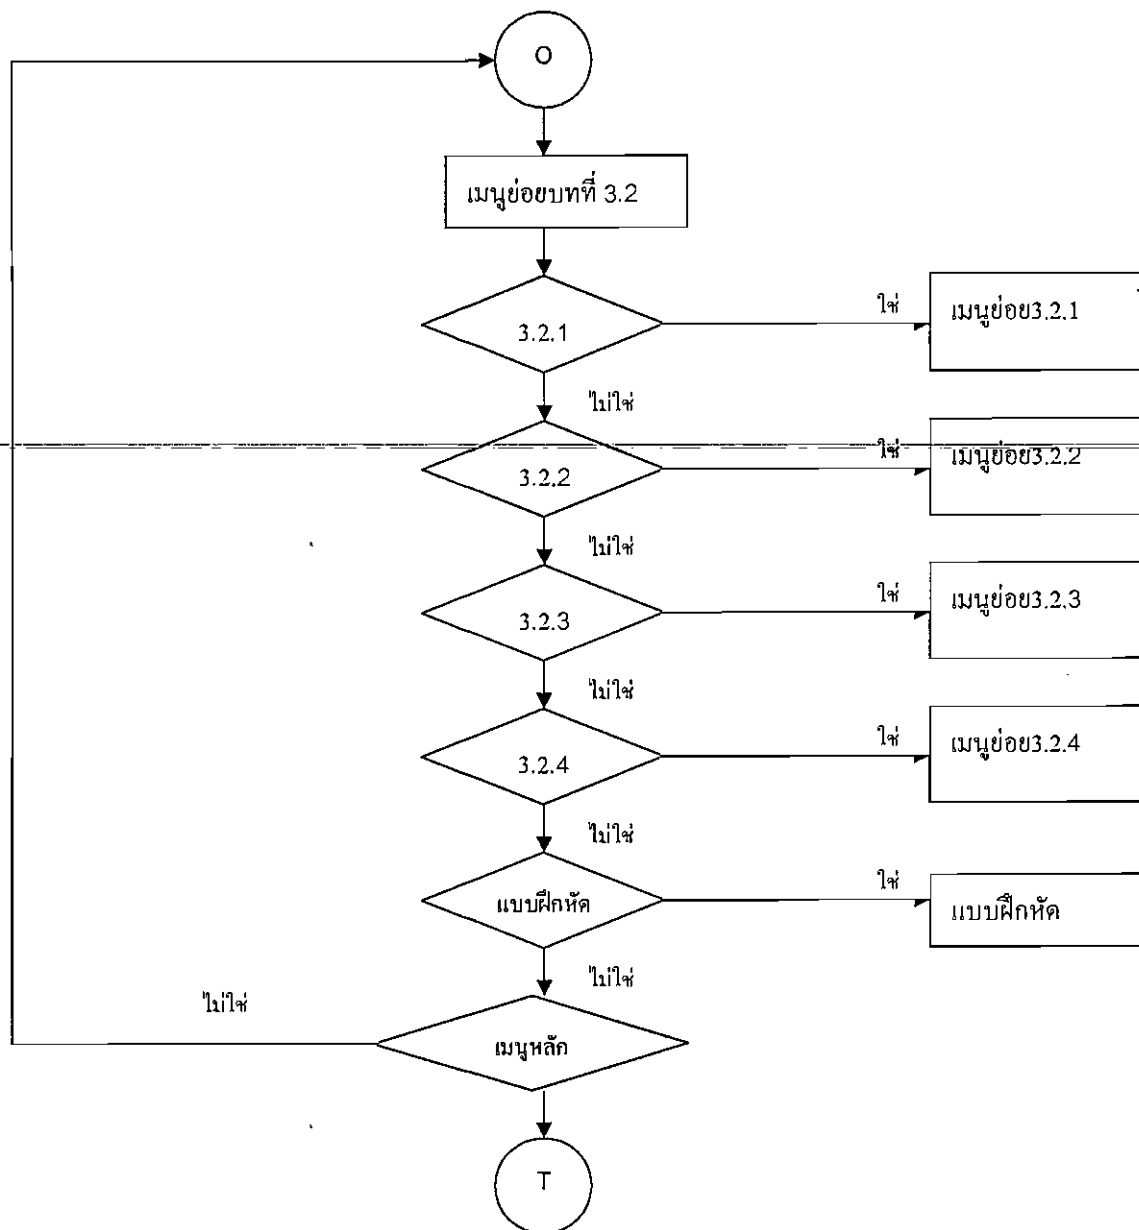 O
เมนูย่อยบทที่ 3.2
3.2.1
ใช่
เมนูย่อย3.2.1
ไม่ใช่
3.2.2
ใช่
เมนูย่อย3.2.2
ไม่ใช่
3.2.3
ใช่
เมนูย่อย3.2.3
ไม่ใช่
3.2.4
ใช่
เมนูย่อย3.2.4
ไม่ใช่
แบบฝึกหัด
ใช่
แบบฝึกหัด
ไม่ใช่
ไม่ใช่
เมนูหลัก
T